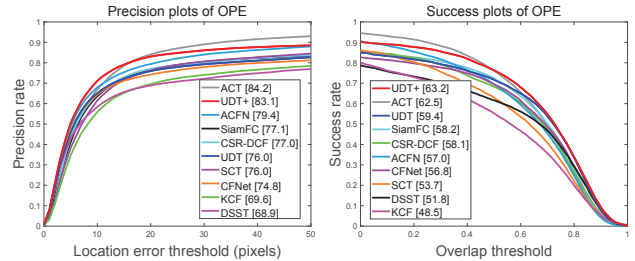 Precision plots of OPE
Precision rate
1
0.9
0.8
0.7
0.6
0.5
0.4
0.3
0.2
0.1
0
0 10 20 30 40 50
Location error threshold (pixels)
ACT [84.2]
UDT+ [83.1]
ACFN [79.4]
SiamFC [77.1]
CSR-DCF [77.0]
UDT [76.0]
SCT [76.0]
CFNet [74.8]
KCF [69.6]
DSST [68.9]
Success plots of OPE
Success rate
1
0.9
0.8
0.7
0.6
0.5
0.4
0.3
0.2
0.1
0
0 0.2 0.4 0.6 0.8 1
Overlap threshold
UDT+ [63.2]
ACT [62.5]
UDT [59.4]
SiamFC [58.2]
CSR-DCF [58.1]
ACFN [57.0]
CFNet [56.8]
SCT [53.7]
DSST [51.8]
KCF [48.5]